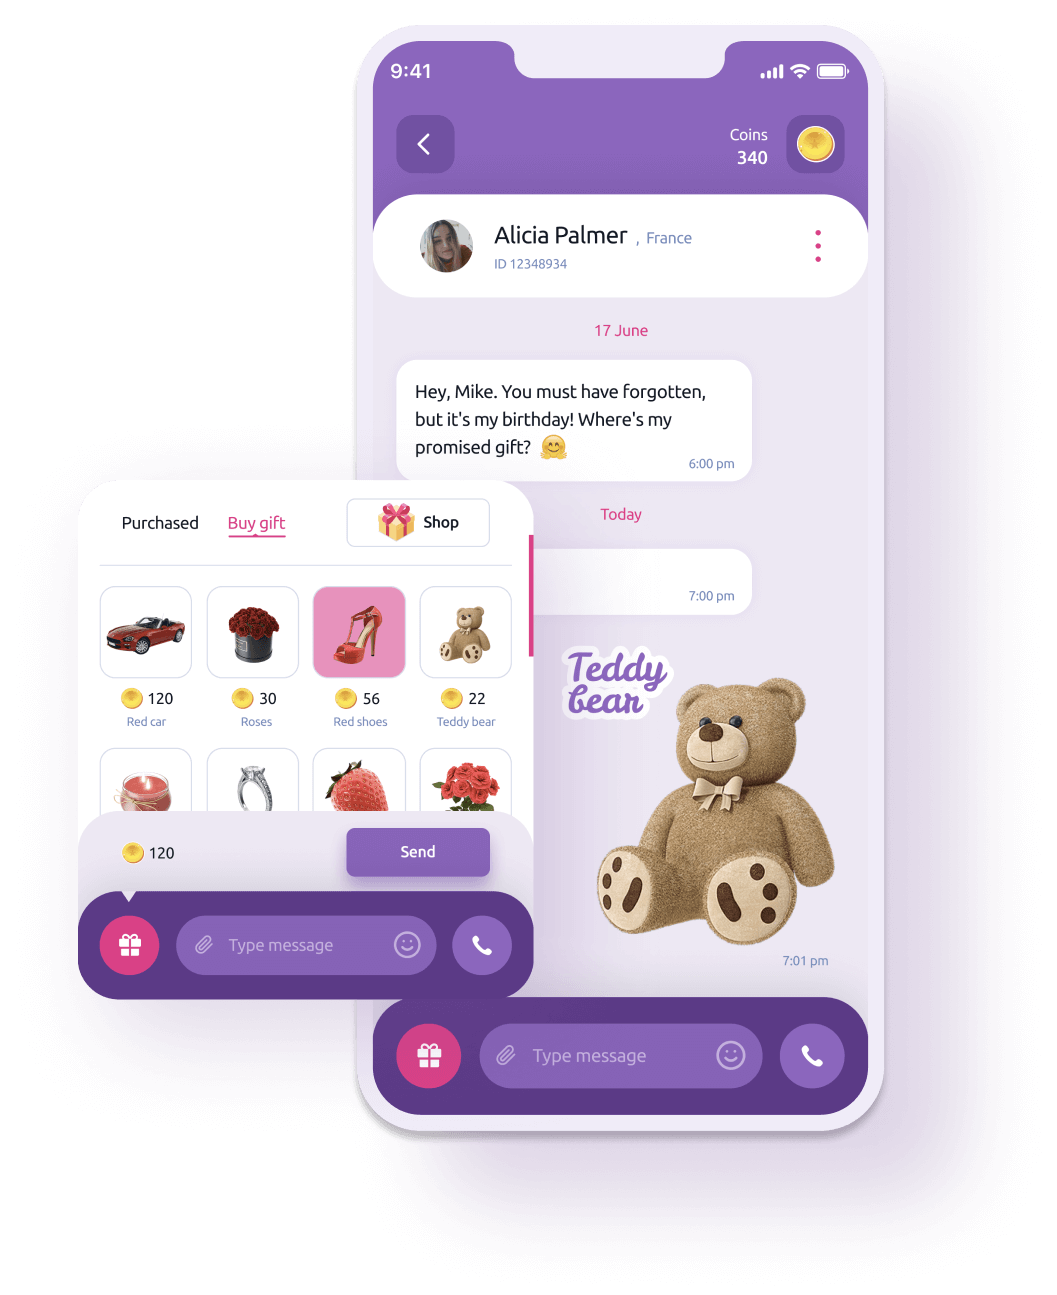 9:41
Coins
340
Alicia Palmer , France
ID 12348934
17 June
Hey, Mike. You must have forgotten,
but it's my birthday! Where's my
promised gift?
6:00 pm
Today
7:00 pm
Teddy
bear
7:01 pm
Type message
Purchased Buy gift Shop
120 30 56 22
Red car Roses Red shoes Teddy bear
120 Send
Type message